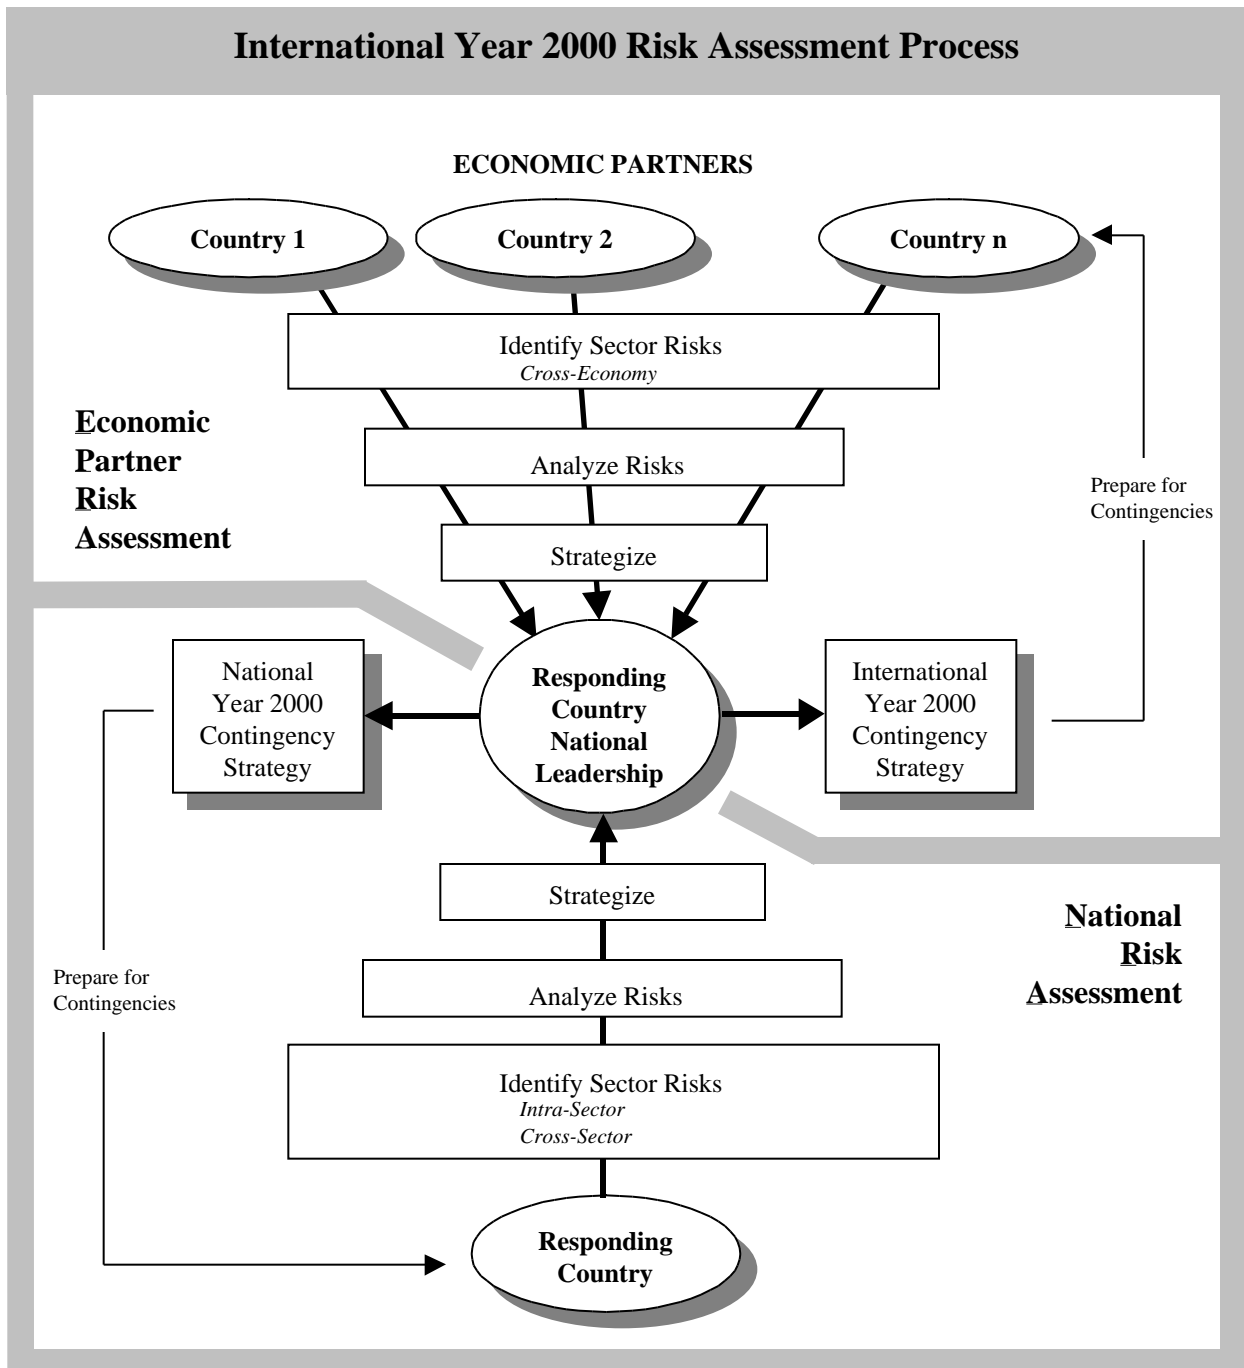 International Year 2000 Risk Assessment Process
ECONOMIC PARTNERS
Country 1
Country 2
Country n
Identify Sector Risks
Cross-Economy
Economic
Partner
Risk
Assessment
Analyze Risks
Prepare for
Contingencies
Strategize
National
Year 2000
Contingency
Strategy
Responding
Country
National
Leadership
International
Year 2000
Contingency
Strategy
Strategize
National
Risk
Assessment
Prepare for
Contingencies
Analyze Risks
Identify Sector Risks
Intra-Sector
Cross-Sector
Responding
Country